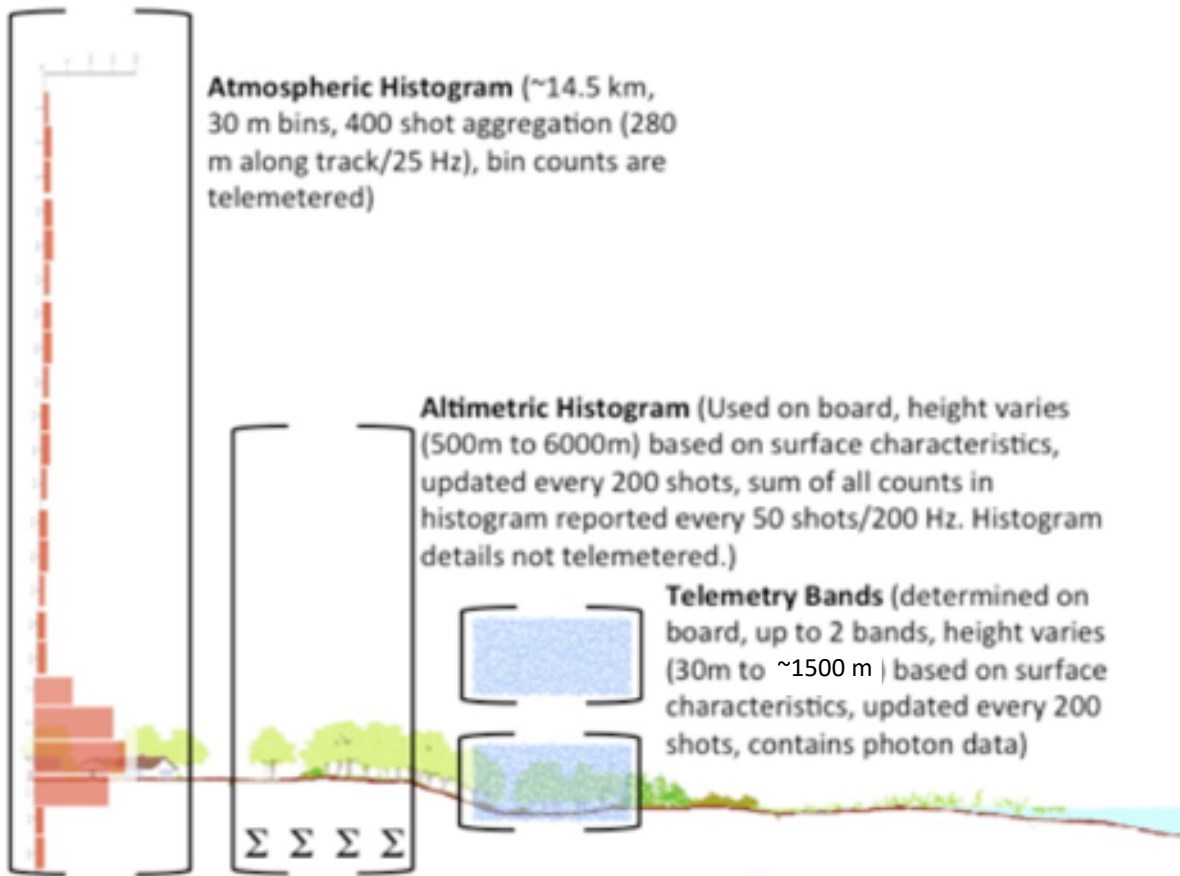 Atmospheric Histogram (~14.5 km,
30 m bins, 400 shot aggregation (280
m along track/25 Hz), bin counts are
telemetered)
Altimetric Histogram (Used on board, height varies
(500m to 6000m) based on surface characteristics,
updated every 200 shots, sum of all counts in
histogram reported every 50 shots/200 Hz. Histogram
details not telemetered.)
Telemetry Bands (determined on
board, up to 2 bands, height varies
(30m to ~1500 m ) based on surface
characteristics, updated every 200
shots, contains photon data)
Σ Σ Σ Σ